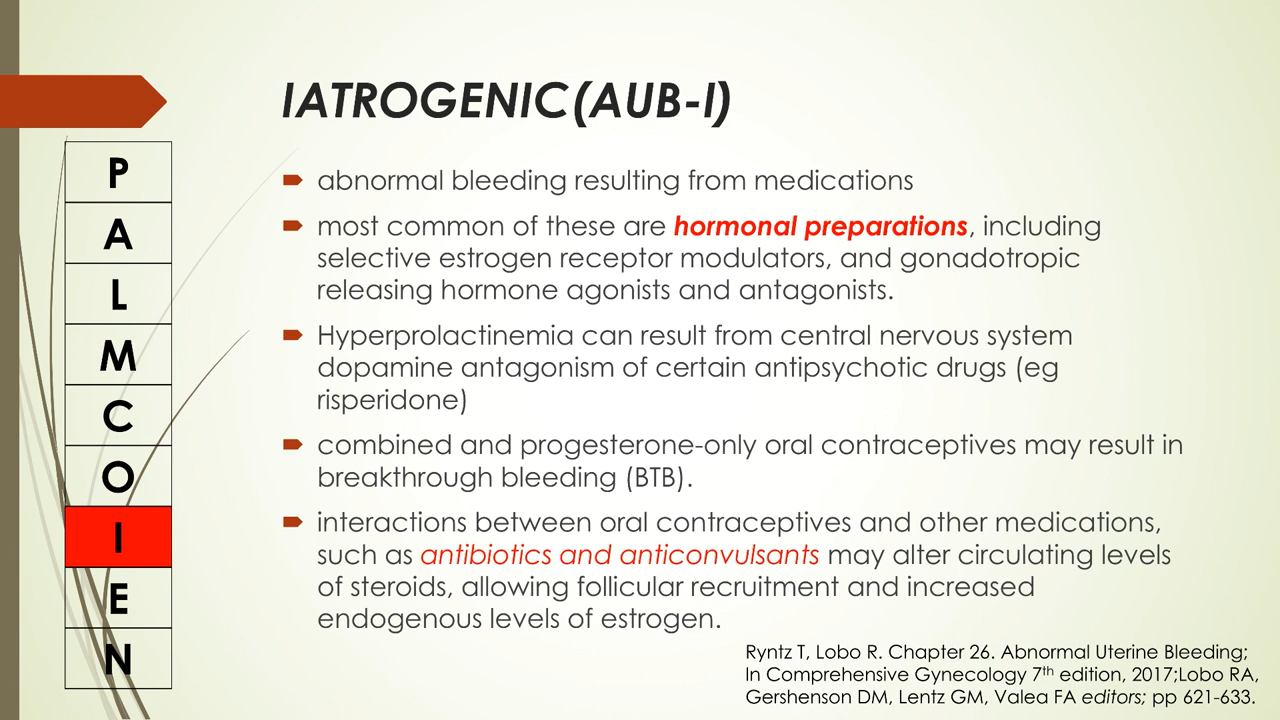 IATROGENIC(AUB-I)
P
A
L
M
C
O
I
E
N
abnormal bleeding resulting from medications
most common of these are hormonal preparations, including
selective estrogen receptor modulators, and gonadotropic
releasing hormone agonists and antagonists.
Hyperprolactinemia can result from central nervous system
dopamine antagonism of certain antipsychotic drugs (eg
risperidone)
combined and progesterone-only oral contraceptives may result in
breakthrough bleeding (BTB).
interactions between oral contraceptives and other medications,
such as antibiotics and anticonvulsants may alter circulating levels
of steroids, allowing follicular recruitment and increased
endogenous levels of estrogen.
Ryntz T, Lobo R. Chapter 26. Abnormal Uterine Bleeding;
In Comprehensive Gynecology 7th edition, 2017;Lobo RA,
Gershenson DM, Lentz GM, Valea FA editors; pp 621-633.